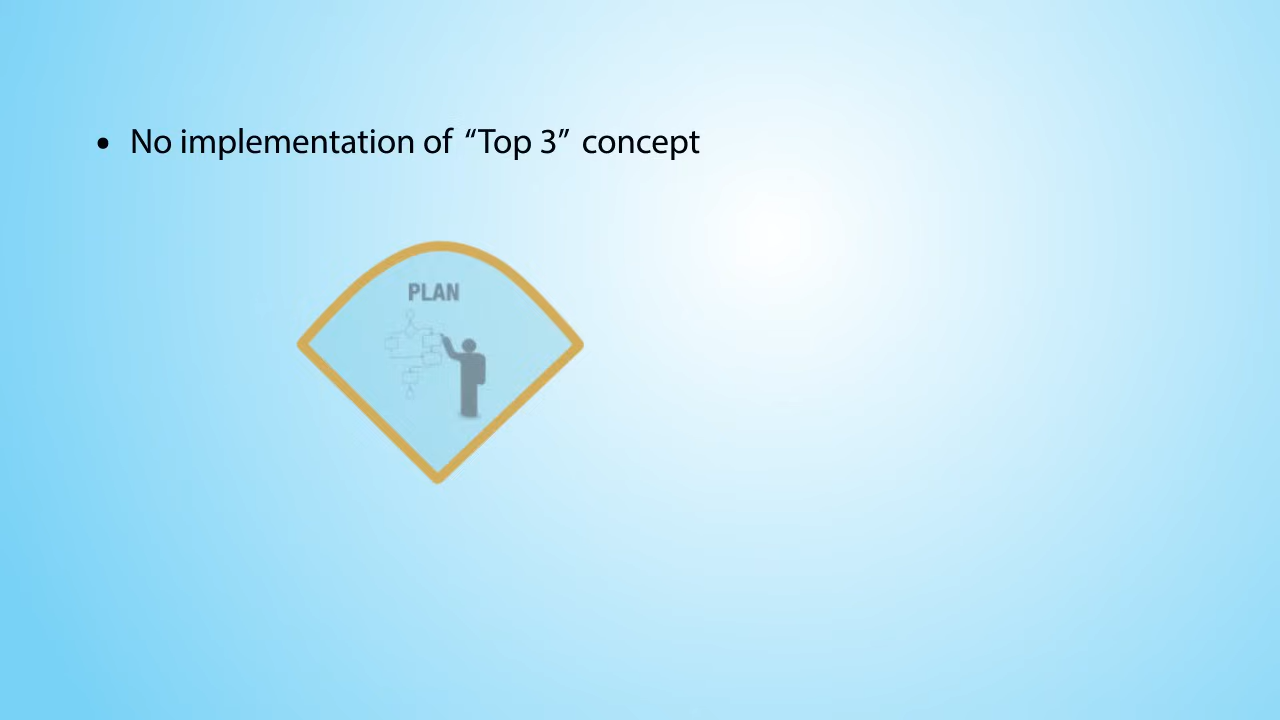 • No implementation of “Top 3” concept
PLAN